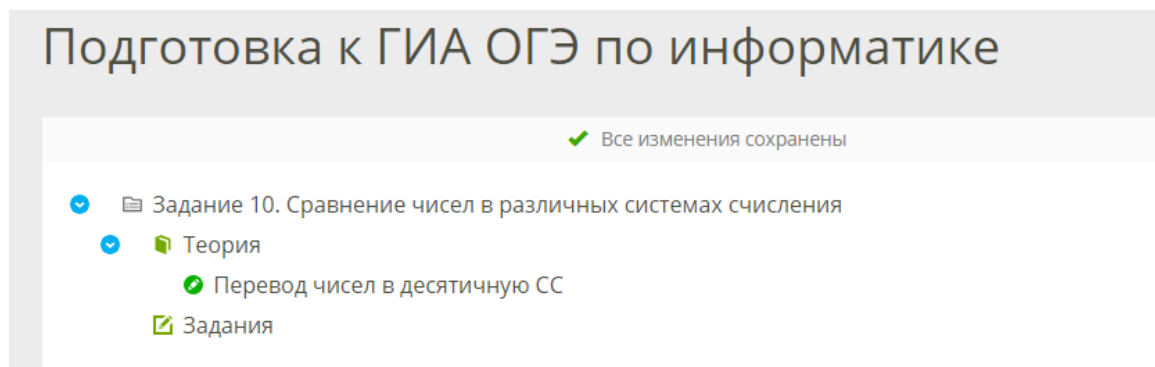 Подготовка к ГИА ОГЭ по информатике
Все изменения сохранены
Задание 10. Сравнение чисел в различных системах счисления
Теория
Перевод чисел в десятичную СС
Задания